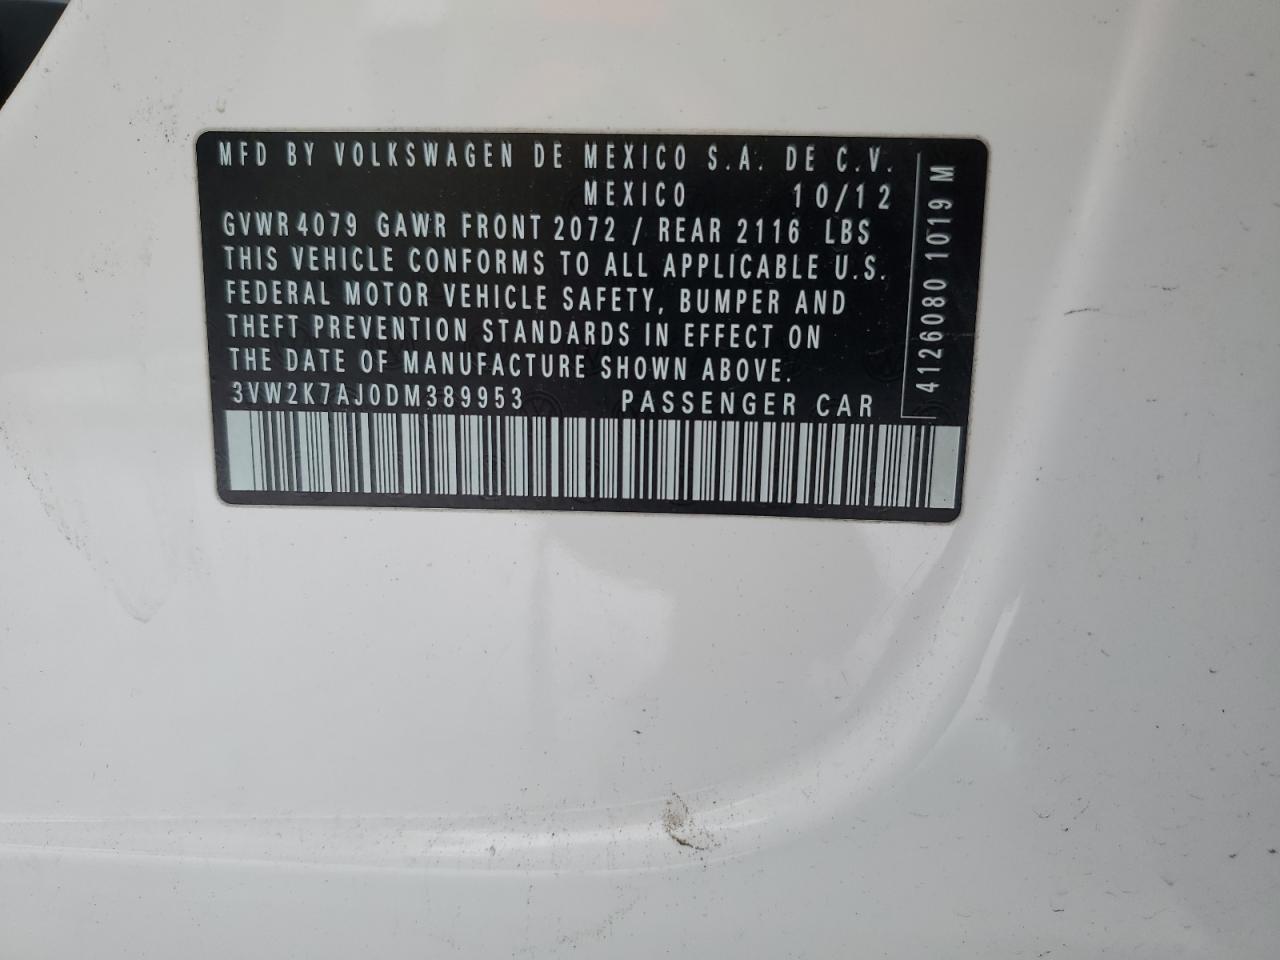 MFD BY VOLKSWAGEN DE MEXICO S.A. DE C.V.
MEXICO 10/12
GVWR 4079 GAWR FRONT 2072 / REAR 2116 LBS
THIS VEHICLE CONFORMS TO ALL APPLICABLE U.S.
FEDERAL MOTOR VEHICLE SAFETY, BUMPER AND
THEFT PREVENTION STANDARDS IN EFFECT ON
THE DATE OF MANUFACTURE SHOWN ABOVE.
3VW2K7AJ0DM389953 PASSENGER CAR
4126080 1019 M